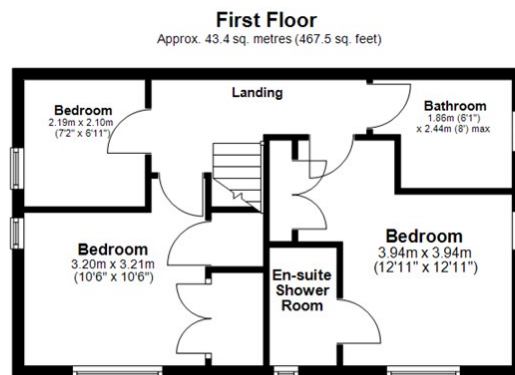 First Floor
Approx. 43.4 sq. metres (467.5 sq. feet)
Landing
Bedroom
2.19m x 2.10m
(7'2" x 6'11")
Bathroom
1.86m (6'1")
x 2.44m (8') max
Bedroom
3.20m x 3.21m
(10'6" x 10'6")
Bedroom
3.94m x 3.94m
(12'11" x 12'11")
En-suite
Shower
Room